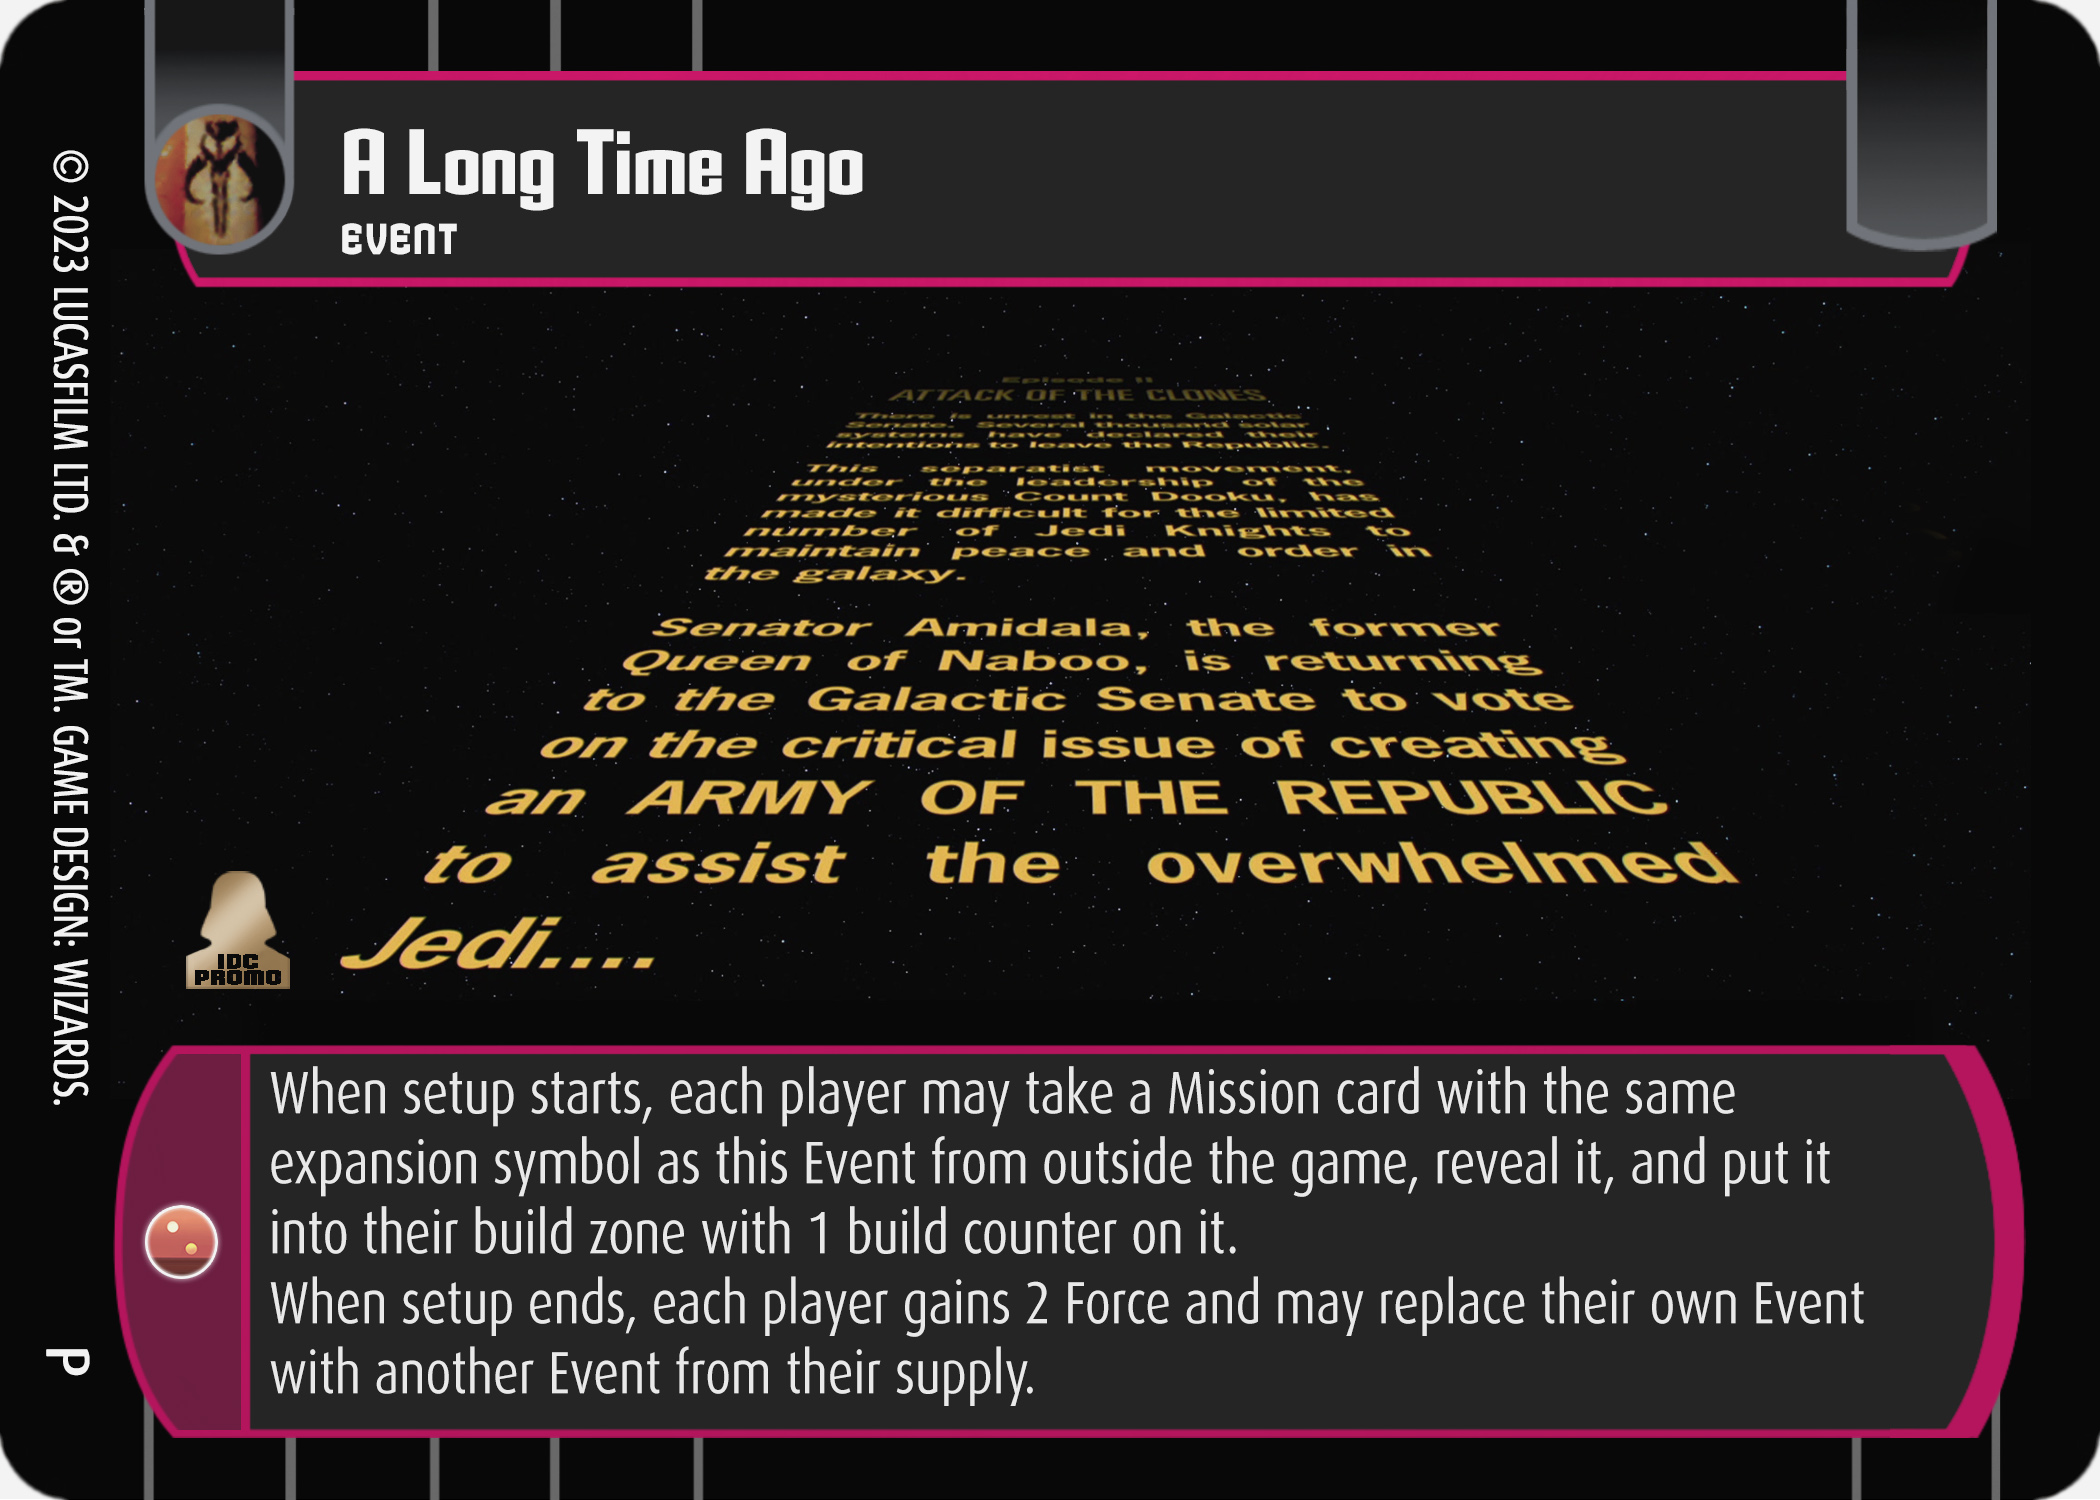 A Long Time Ago
EVENT
Episode II
ATTACK OF THE CLONES
There is unrest in the Galactic
Senate. Several thousand solar
systems have declared their
intentions to leave the Republic.
This separatist movement,
under the leadership of the
mysterious Count Dooku, has
made it difficult for the limited
number of Jedi Knights to
maintain peace and order in
the galaxy.
Senator Amidala, the former
Queen of Naboo, is returning
to the Galactic Senate to vote
on the critical issue of creating
an ARMY OF THE REPUBLIC
to assist the overwhelmed
Jedi....
IDC
PROMO
When setup starts, each player may take a Mission card with the same
expansion symbol as this Event from outside the game, reveal it, and put it
into their build zone with 1 build counter on it.
When setup ends, each player gains 2 Force and may replace their own Event
with another Event from their supply.
© 2023 LUCASFILM LTD. & ® or TM. GAME DESIGN: WIZARDS.
P